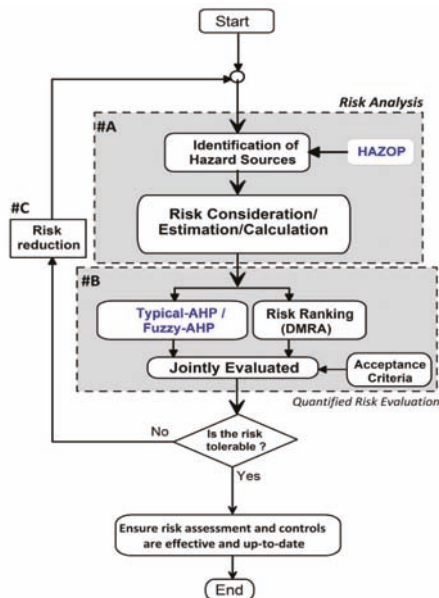 Start
Risk Analysis
#A
Identification of
Hazard Sources
HAZOP
#C
Risk
reduction
Risk Consideration/
Estimation/Calculation
#B
Typical-AHP /
Fuzzy-AHP
Risk Ranking
(DMRA)
Jointly Evaluated
Acceptance
Criteria
Quantified Risk Evaluation
No
Is the risk
tolerable ?
Yes
Ensure risk assessment and controls
are effective and up-to-date
End